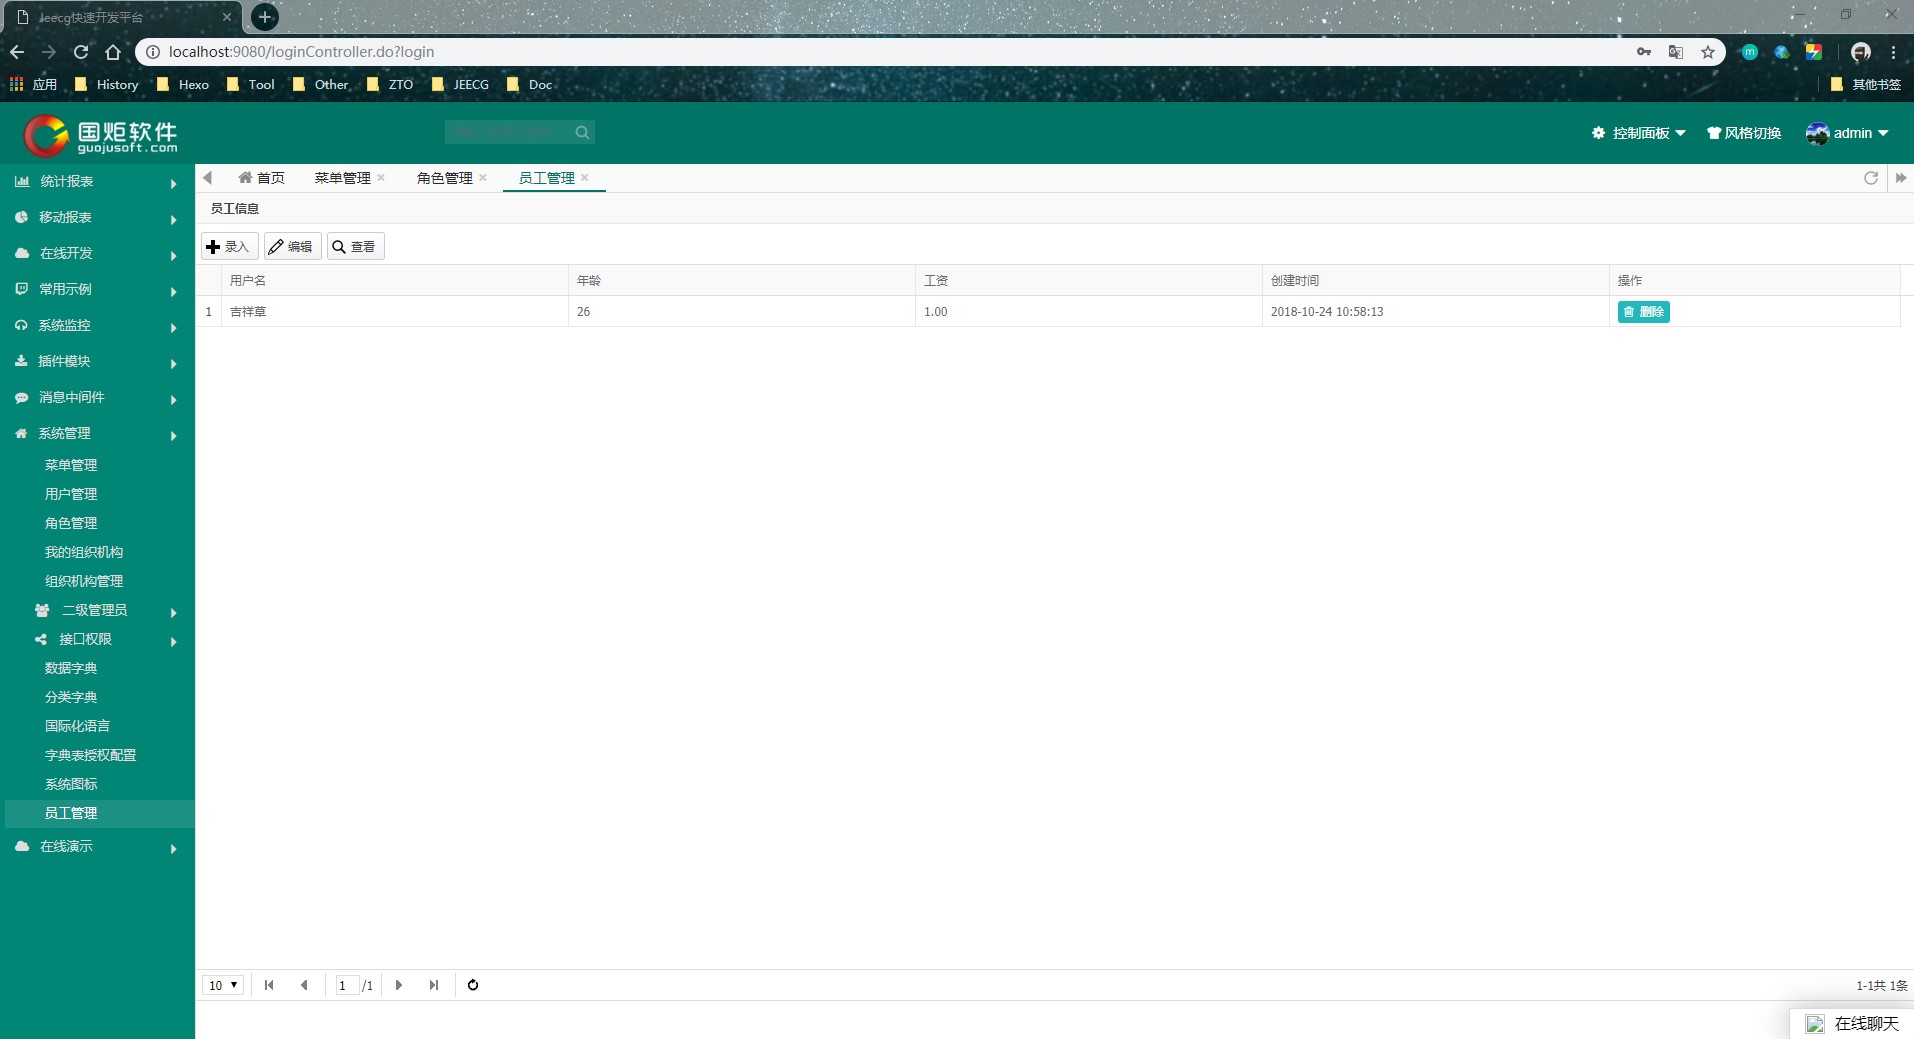 Jeecg快速开发平台
localhost:9080/loginController.do?login
应用 History Hexo Tool Other ZTO JEECG Doc 其他书签
国炬软件
guojusoft.com
控制面板 风格切换 admin
首页 菜单管理 角色管理 员工管理
统计报表
移动报表
在线开发
常用示例
系统监控
插件模块
消息中间件
系统管理
菜单管理
用户管理
角色管理
我的组织机构
组织机构管理
二级管理员
接口权限
数据字典
分类字典
国际化语言
字典表授权配置
系统图标
员工管理
在线演示
员工信息
录入 编辑 查看
用户名 年龄 工资 创建时间 操作
1 吉祥草 26 1.00 2018-10-24 10:58:13 删除
10 1 /1 1-1共 1条
在线聊天